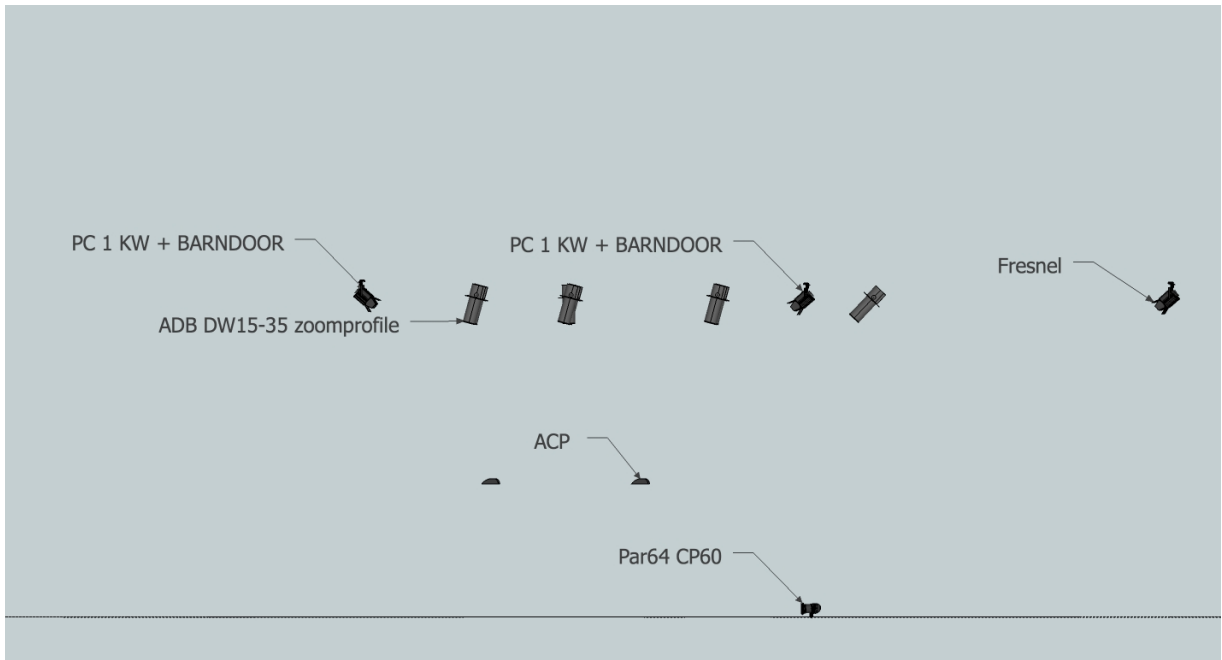 PC 1 KW + BARNDOOR
PC 1 KW + BARNDOOR
Fresnel
ADB DW15-35 zoomprofile
ACP
Par64 CP60